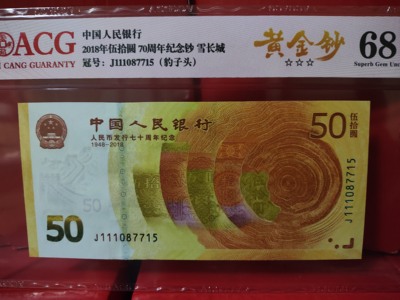 ACG
CANG GUARANTY
中国人民银行
2018年伍拾圆 70周年纪念钞 雪长城
冠号：J111087715（豹子头）
黄金钞
☆☆☆
68
Superb Gem Unc
中国人民银行
人民币发行七十周年纪念
1948-2018
50
伍拾圆
50
50
J111087715
J111087715